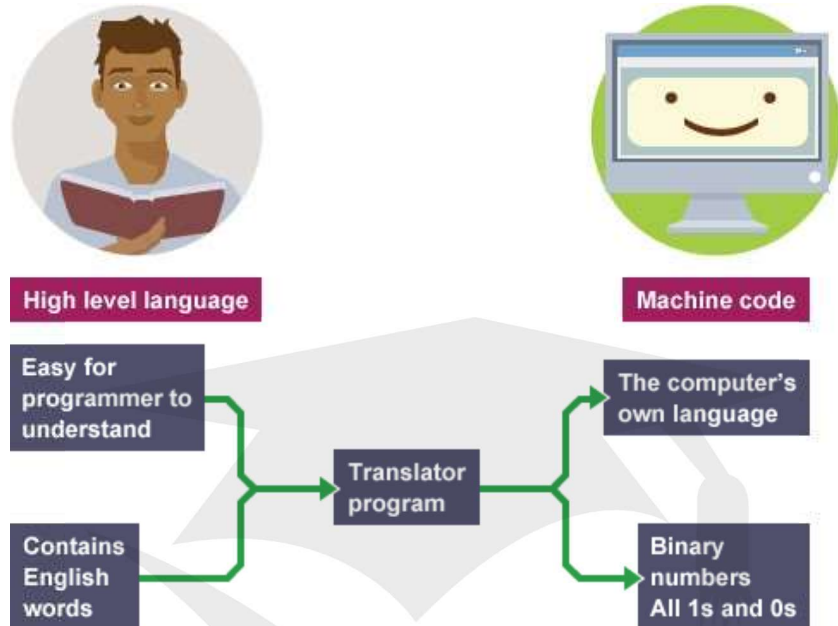 High level language
Machine code
Easy for
programmer to
understand
The computer's
own language
Translator
program
Contains
English
words
Binary
numbers
All 1s and 0s